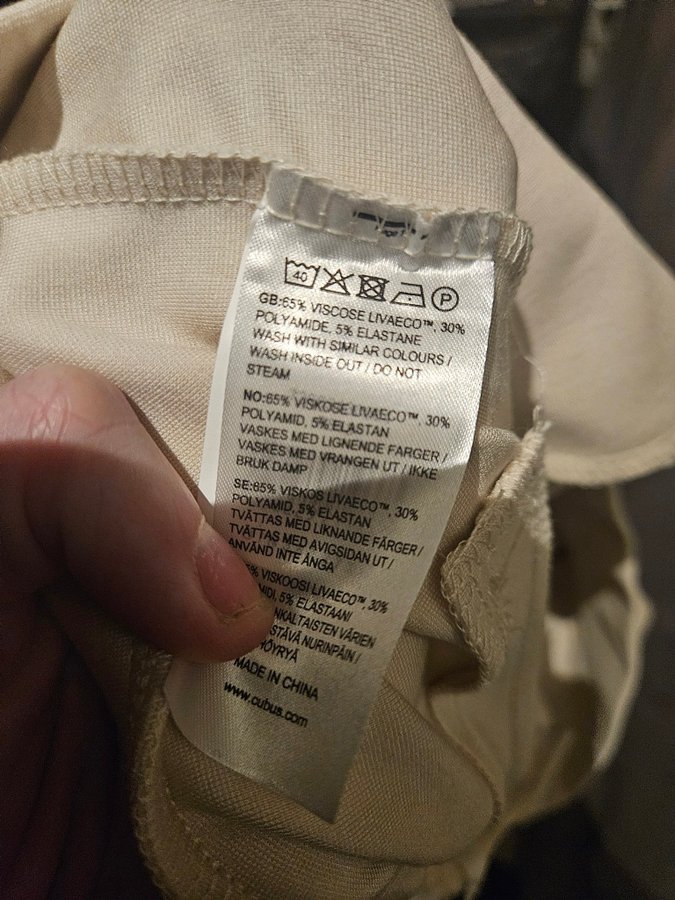 40 P
GB:65% VISCOSE LIVAECO™, 30%
POLYAMIDE, 5% ELASTANE
WASH WITH SIMILAR COLOURS /
WASH INSIDE OUT / DO NOT
STEAM
NO:65% VISKOSE LIVAECO™, 30%
POLYAMID, 5% ELASTAN
VASKES MED LIGNENDE FARGER /
VASKES MED VRANGEN UT / IKKE
BRUK DAMP
SE:65% VISKOS LIVAECO™, 30%
POLYAMID, 5% ELASTAN
TVÄTTAS MED LIKNANDE FÄRGER /
TVÄTTAS MED AVIGSIDAN UT /
ANVÄND INTE ÅNGA
% VISKOOSI LIVAECO™, 30%
5% ELASTAANI
VÄRIEN
NURINPÄIN /
MADE IN CHINA
www.cubus.com